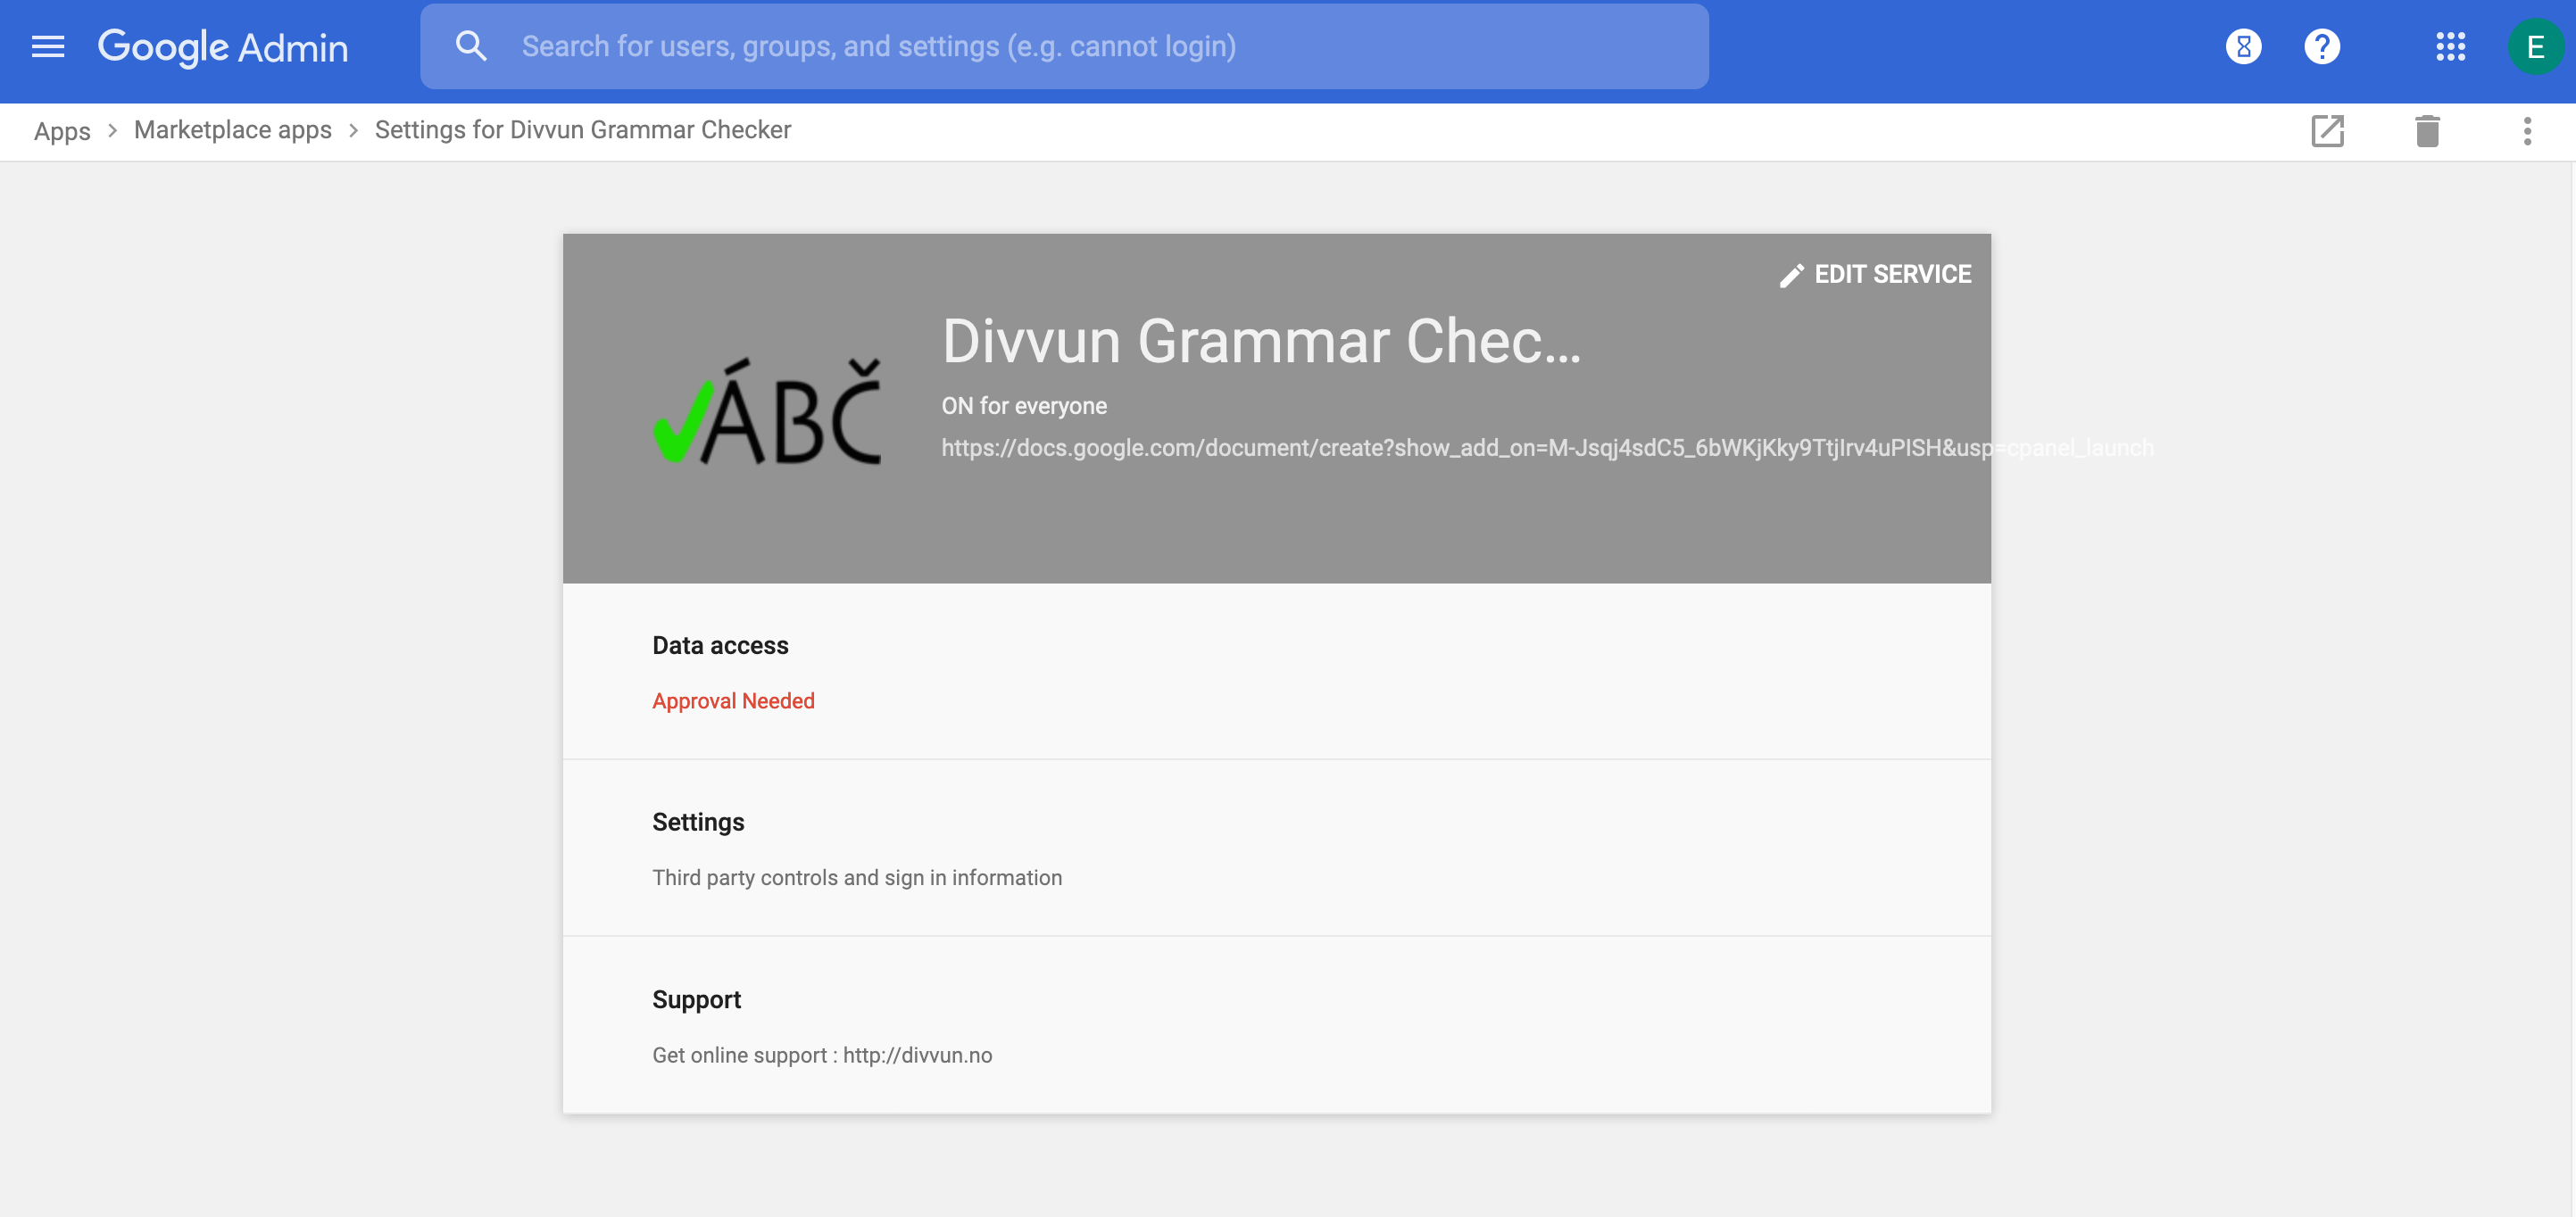 Google Admin
Search for users, groups, and settings (e.g. cannot login)
E
Apps > Marketplace apps > Settings for Divvun Grammar Checker
EDIT SERVICE
ÁBČ
Divvun Grammar Chec...
ON for everyone
https://docs.google.com/document/create?show_add_on=M-Jsqj4sdC5_6bWKjKky9TtjIrv4uPISH&usp=cpanel_launch
Data access
Approval Needed
Settings
Third party controls and sign in information
Support
Get online support : http://divvun.no